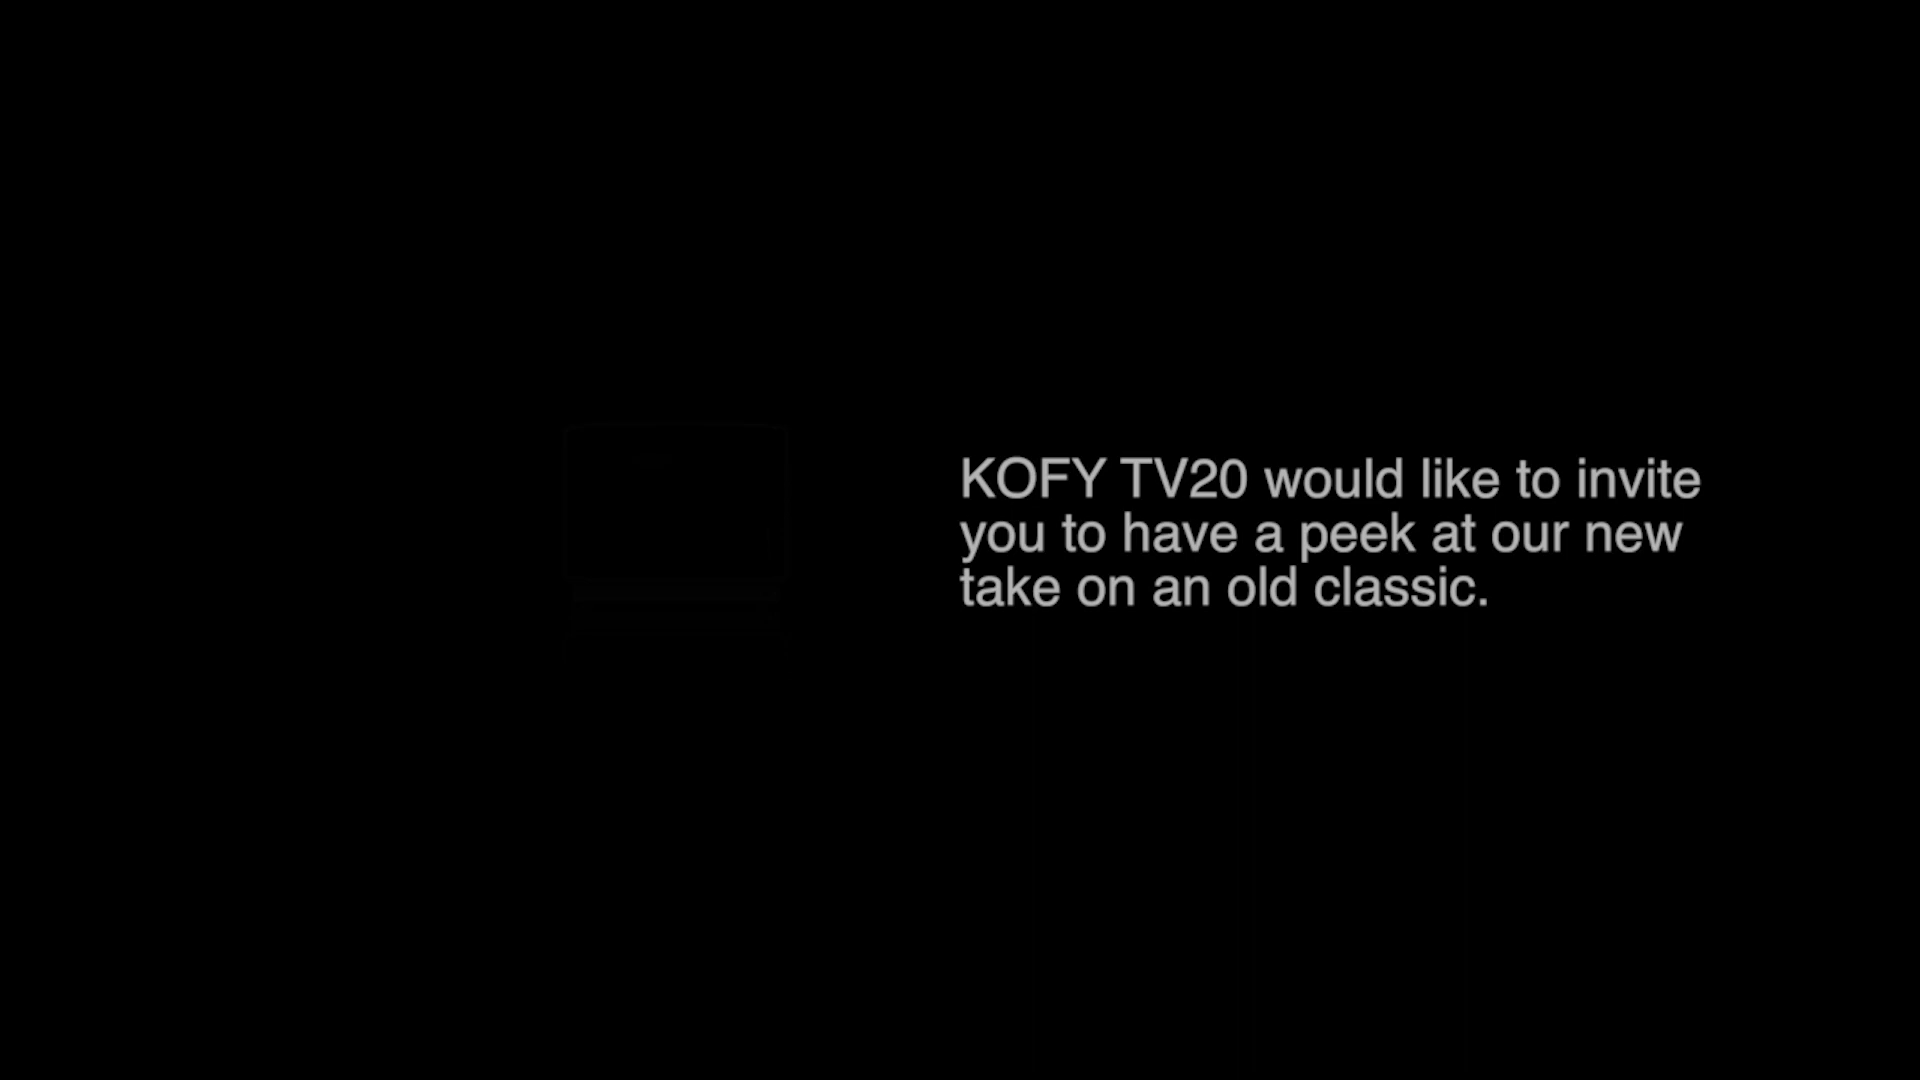 KOFY TV20 would like to invite
you to have a peek at our new
take on an old classic.